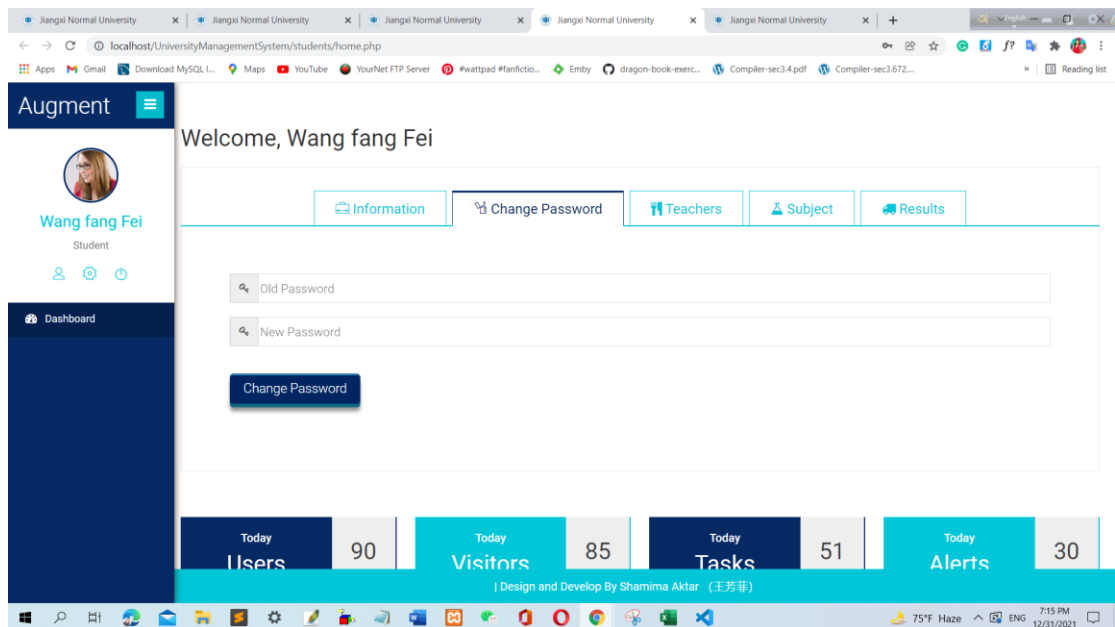 Jiangxi Normal University
Jiangxi Normal University
Jiangxi Normal University
Jiangxi Normal University
Jiangxi Normal University
English
localhost/UniversityManagementSystem/students/home.php
f?
Apps
Gmail
Download MySQL I...
Maps
YouTube
YourNet FTP Server
#wattpad #fanfictio...
Emby
dragon-book-exerc...
Compiler-sec3.4.pdf
Compiler-sec3.672....
»
Reading list
Augment
Welcome, Wang fang Fei
Information
Change Password
Teachers
Subject
Results
Wang fang Fei
Student
Old Password
Dashboard
New Password
Change Password
Today
Users
90
Today
Visitors
85
Today
Tasks
51
Today
Alerts
30
| Design and Develop By Shamima Aktar （王芳菲）
75°F Haze
ENG
7:15 PM
12/31/2021